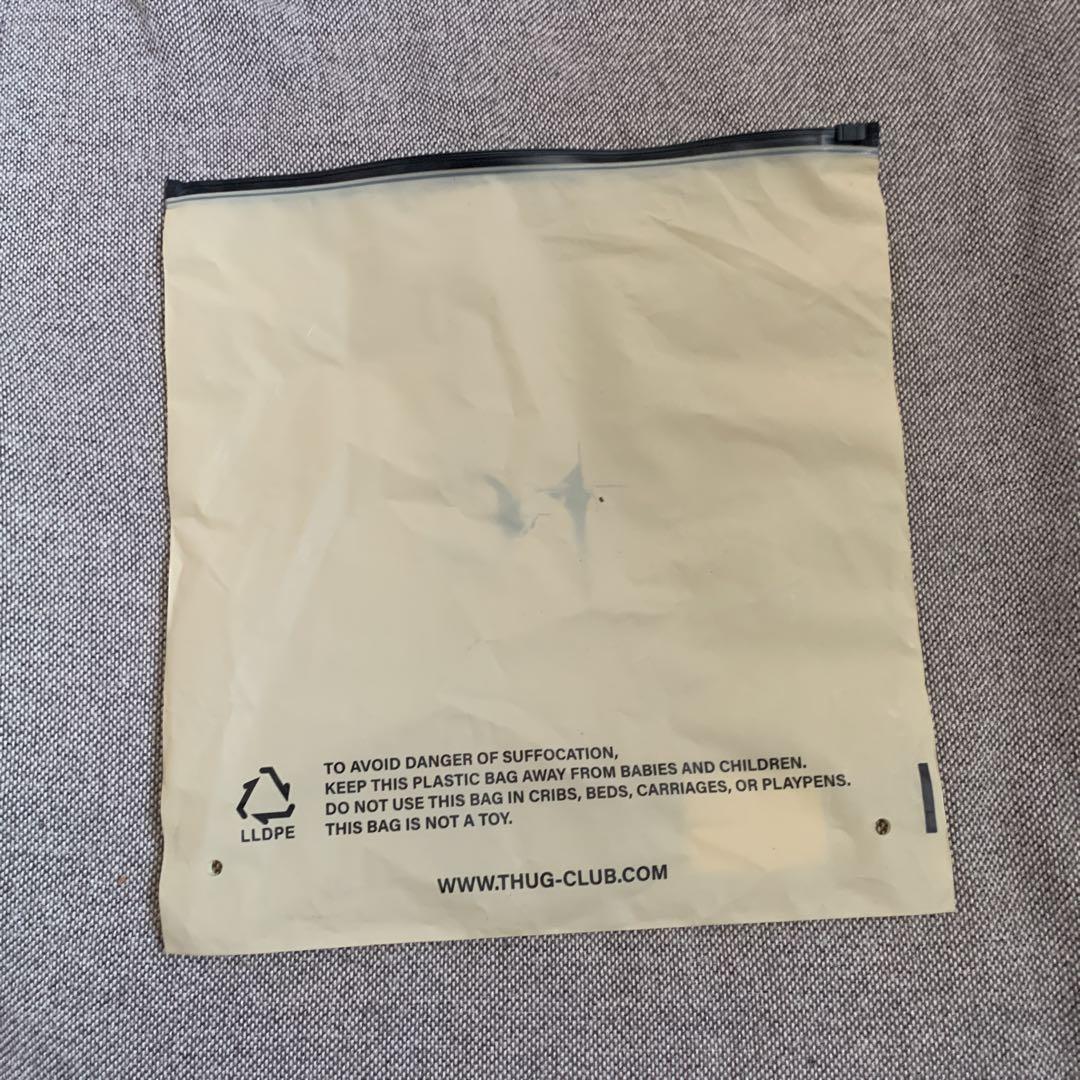 TO AVOID DANGER OF SUFFOCATION,
KEEP THIS PLASTIC BAG AWAY FROM BABIES AND CHILDREN.
DO NOT USE THIS BAG IN CRIBS, BEDS, CARRIAGES, OR PLAYPENS.
THIS BAG IS NOT A TOY.
LLDPE
WWW.THUG-CLUB.COM